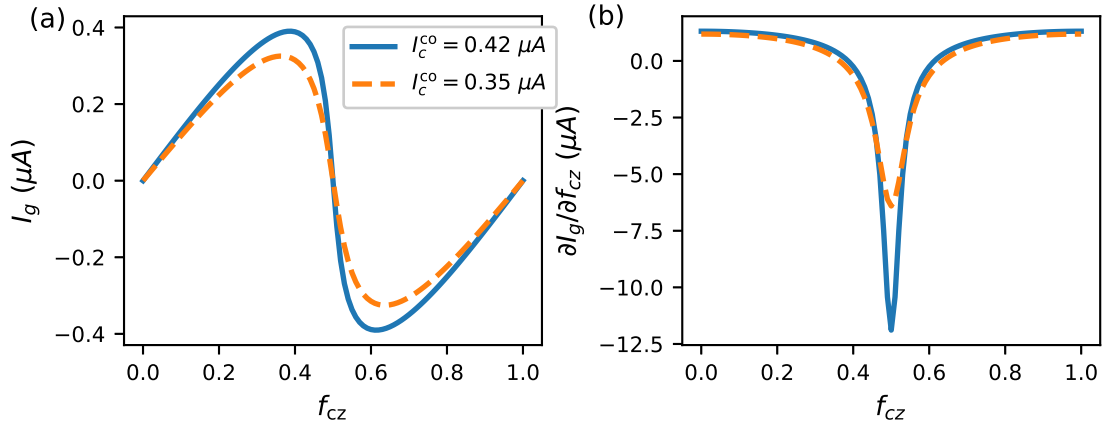 (a)
0.4
0.2
0.0
−0.2
−0.4
I_g (μA)
I_c^co = 0.42 μA
I_c^co = 0.35 μA
0.0 0.2 0.4 0.6 0.8 1.0
f_cz
(b)
0.0
−2.5
−5.0
−7.5
−10.0
−12.5
∂I_g/∂f_cz (μA)
0.0 0.2 0.4 0.6 0.8 1.0
f_cz